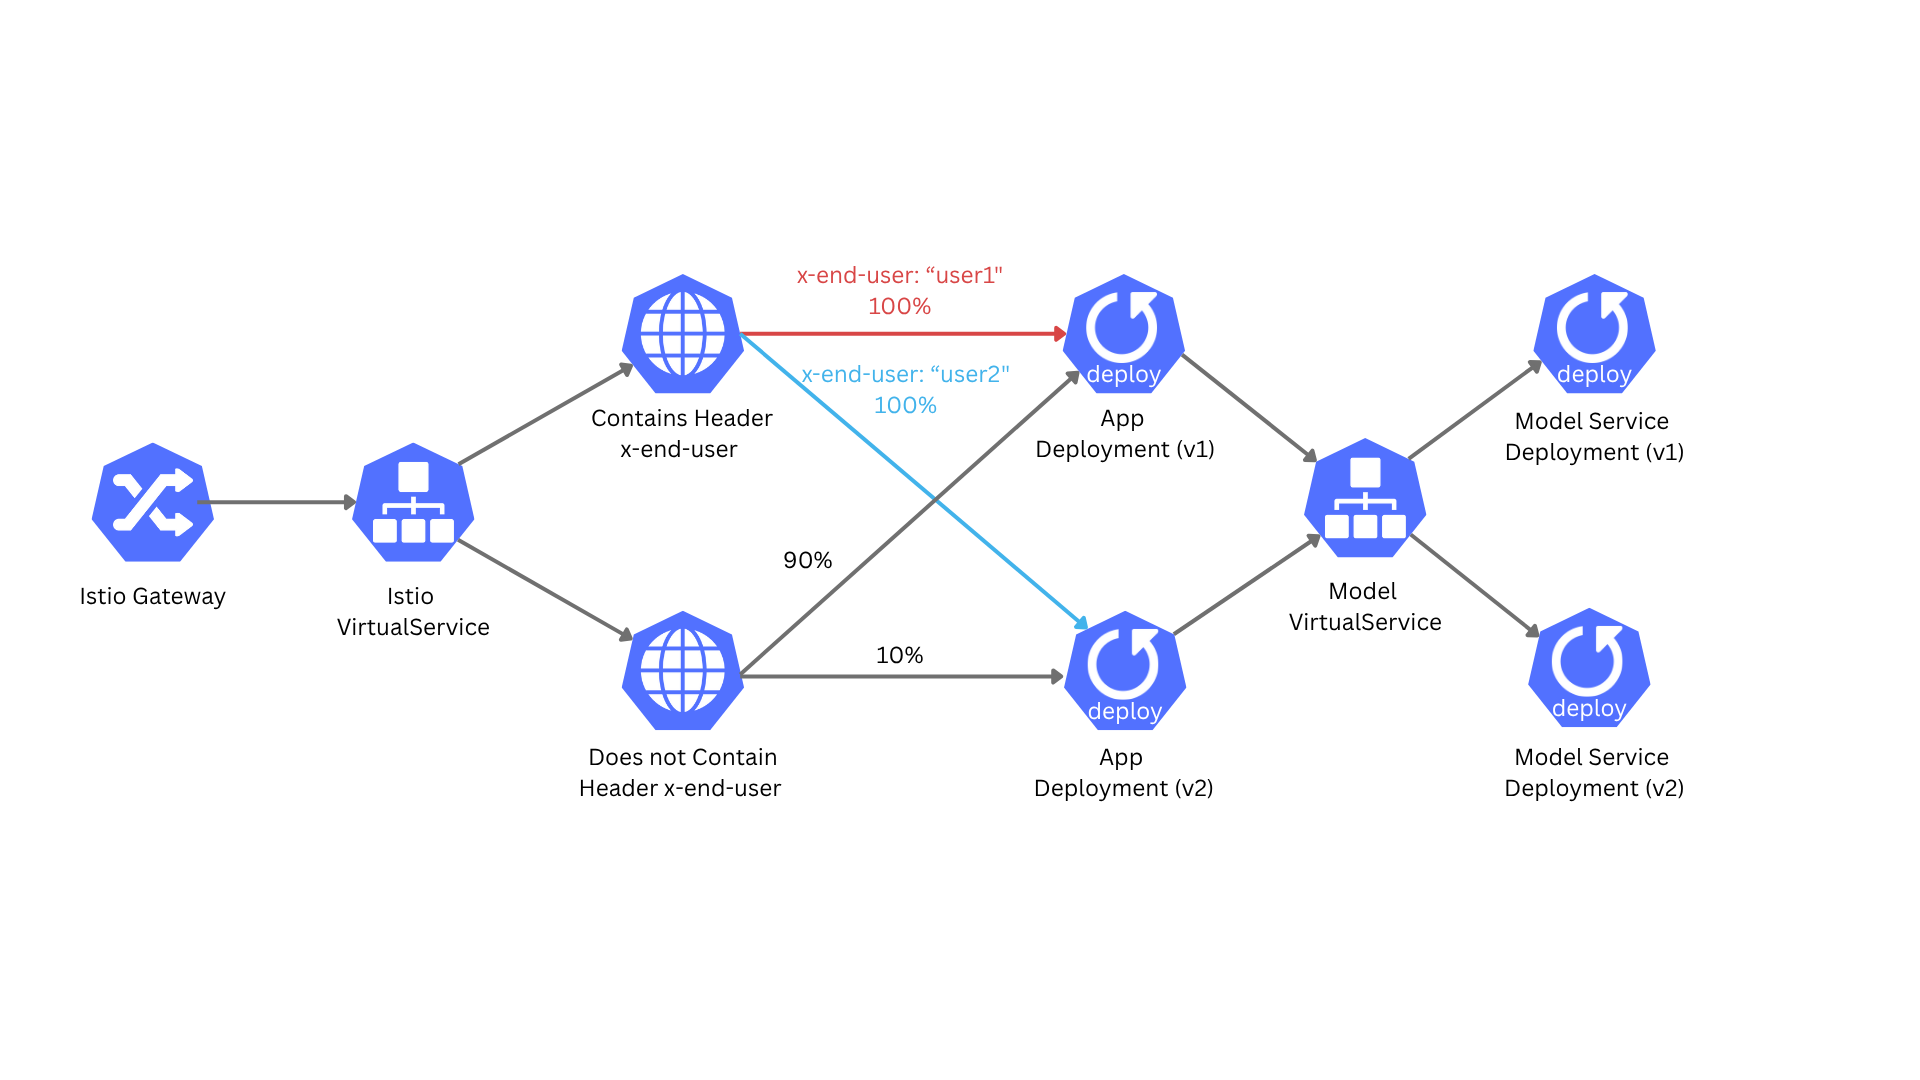 x-end-user: “user1"
100%
x-end-user: “user2"
100%
deploy
deploy
Contains Header
x-end-user
App
Deployment (v1)
Model Service
Deployment (v1)
90%
Istio Gateway
Istio
VirtualService
Model
VirtualService
10%
deploy
deploy
Does not Contain
Header x-end-user
App
Deployment (v2)
Model Service
Deployment (v2)